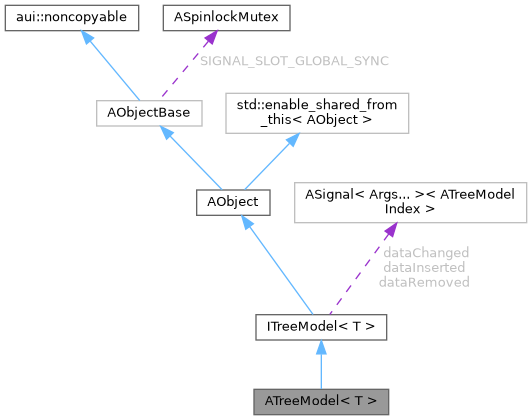 aui::noncopyable
ASpinlockMutex
SIGNAL_SLOT_GLOBAL_SYNC
AObjectBase
std::enable_shared_from
_this< AObject >
AObject
ASignal< Args... >< ATreeModel
Index >
dataChanged
dataInserted
dataRemoved
ITreeModel< T >
ATreeModel< T >